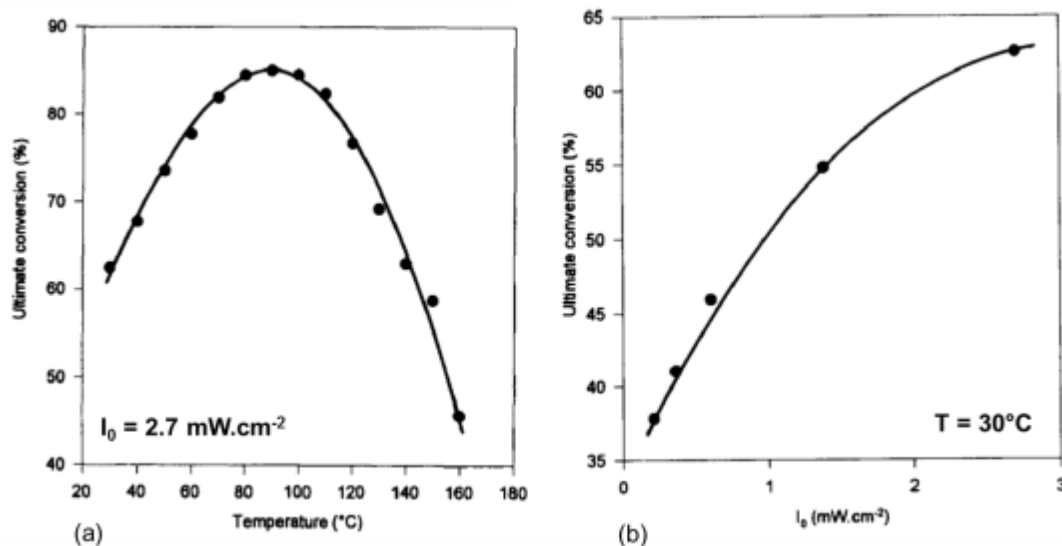 90
80
70
60
50
40
Ultimate conversion (%)
I₀ = 2.7 mW.cm⁻²
20 40 60 80 100 120 140 160 180
Temperature (°C)
(a)
65
60
55
50
45
40
35
Ultimate conversion (%)
T = 30°C
0 1 2 3
I₀ (mW.cm⁻²)
(b)